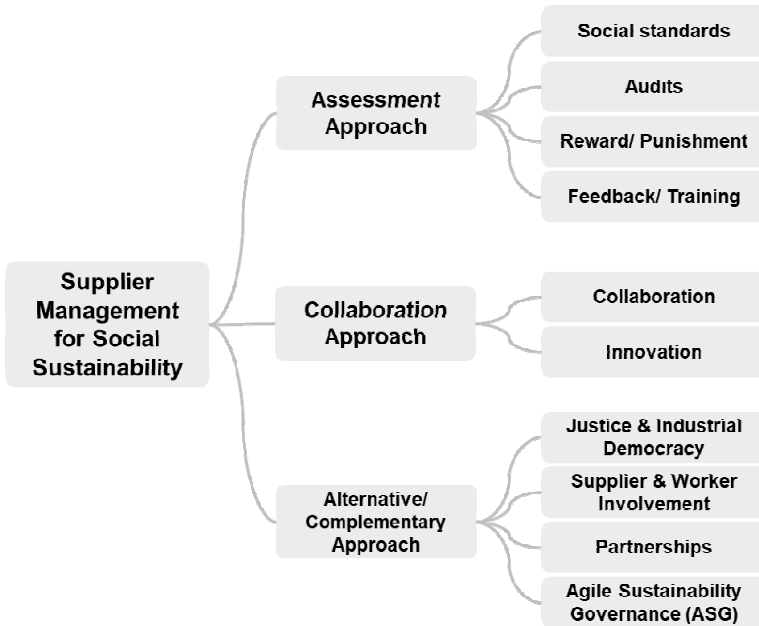 Supplier
Management
for Social
Sustainability
Assessment
Approach
Social standards
Audits
Reward/ Punishment
Feedback/ Training
Collaboration
Approach
Collaboration
Innovation
Alternative/
Complementary
Approach
Justice & Industrial
Democracy
Supplier & Worker
Involvement
Partnerships
Agile Sustainability
Governance (ASG)